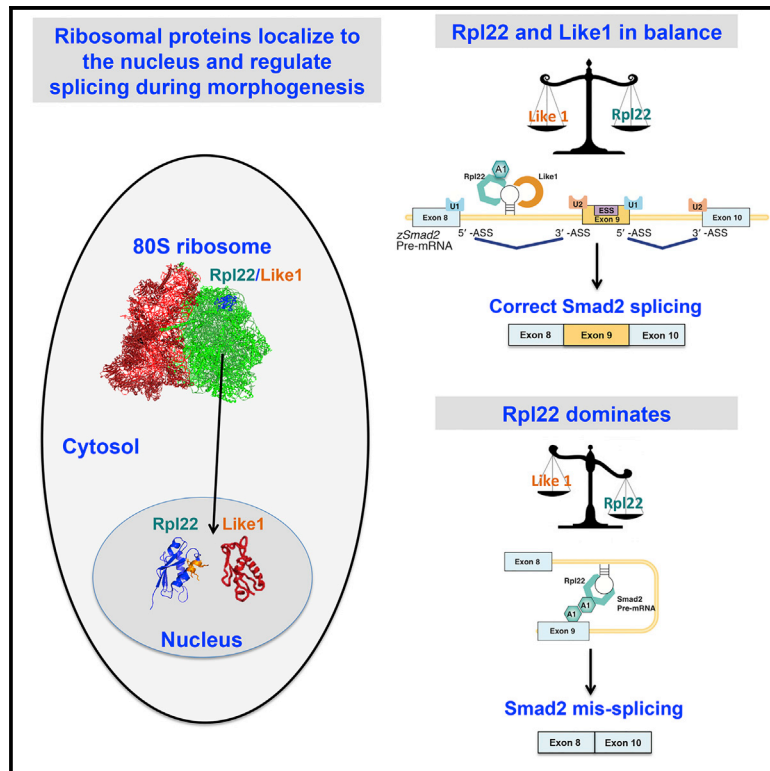 Ribosomal proteins localize to
the nucleus and regulate
splicing during morphogenesis
80S ribosome
Rpl22/Like1
Cytosol
Rpl22
Like1
Nucleus
Rpl22 and Like1 in balance
Like 1
Rpl22
A1
Rpl22
Like1
U1
U2
ESS
U1
U2
Exon 8
Exon 9
Exon 10
zSmad2
Pre-mRNA
5' -ASS
3' -ASS
5' -ASS
3' -ASS
Correct Smad2 splicing
Exon 8
Exon 9
Exon 10
Rpl22 dominates
Like 1
Rpl22
Exon 8
Rpl22
Smad2
Pre-mRNA
A1
A1
Exon 9
Smad2 mis-splicing
Exon 8
Exon 10